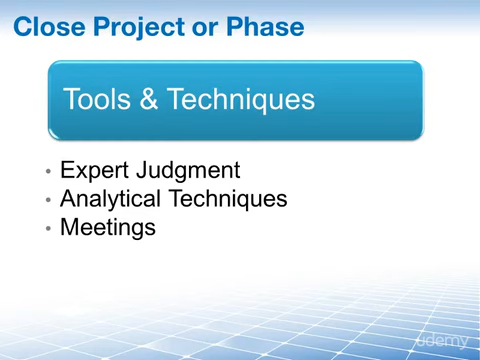 Close Project or Phase
Tools & Techniques
• Expert Judgment
• Analytical Techniques
• Meetings
udemy